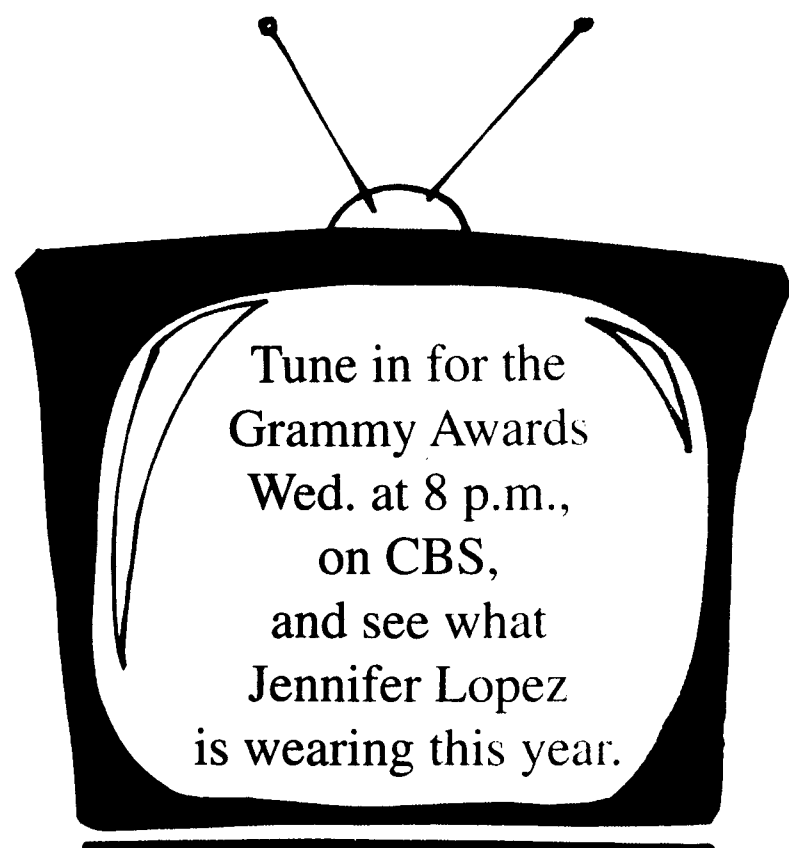 Tune in for the
Grammy Awards
Wed. at 8 p.m.,
on CBS,
and see what
Jennifer Lopez
is wearing this year.